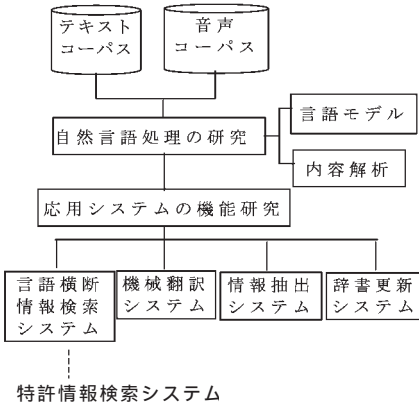 テキスト
コーパス
音声
コーパス
言語モデル
自然言語処理の研究
内容解析
応用システムの機能研究
言語横断
情報検索
システム
機械翻訳
システム
情報抽出
システム
辞書更新
システム
特許情報検索システム